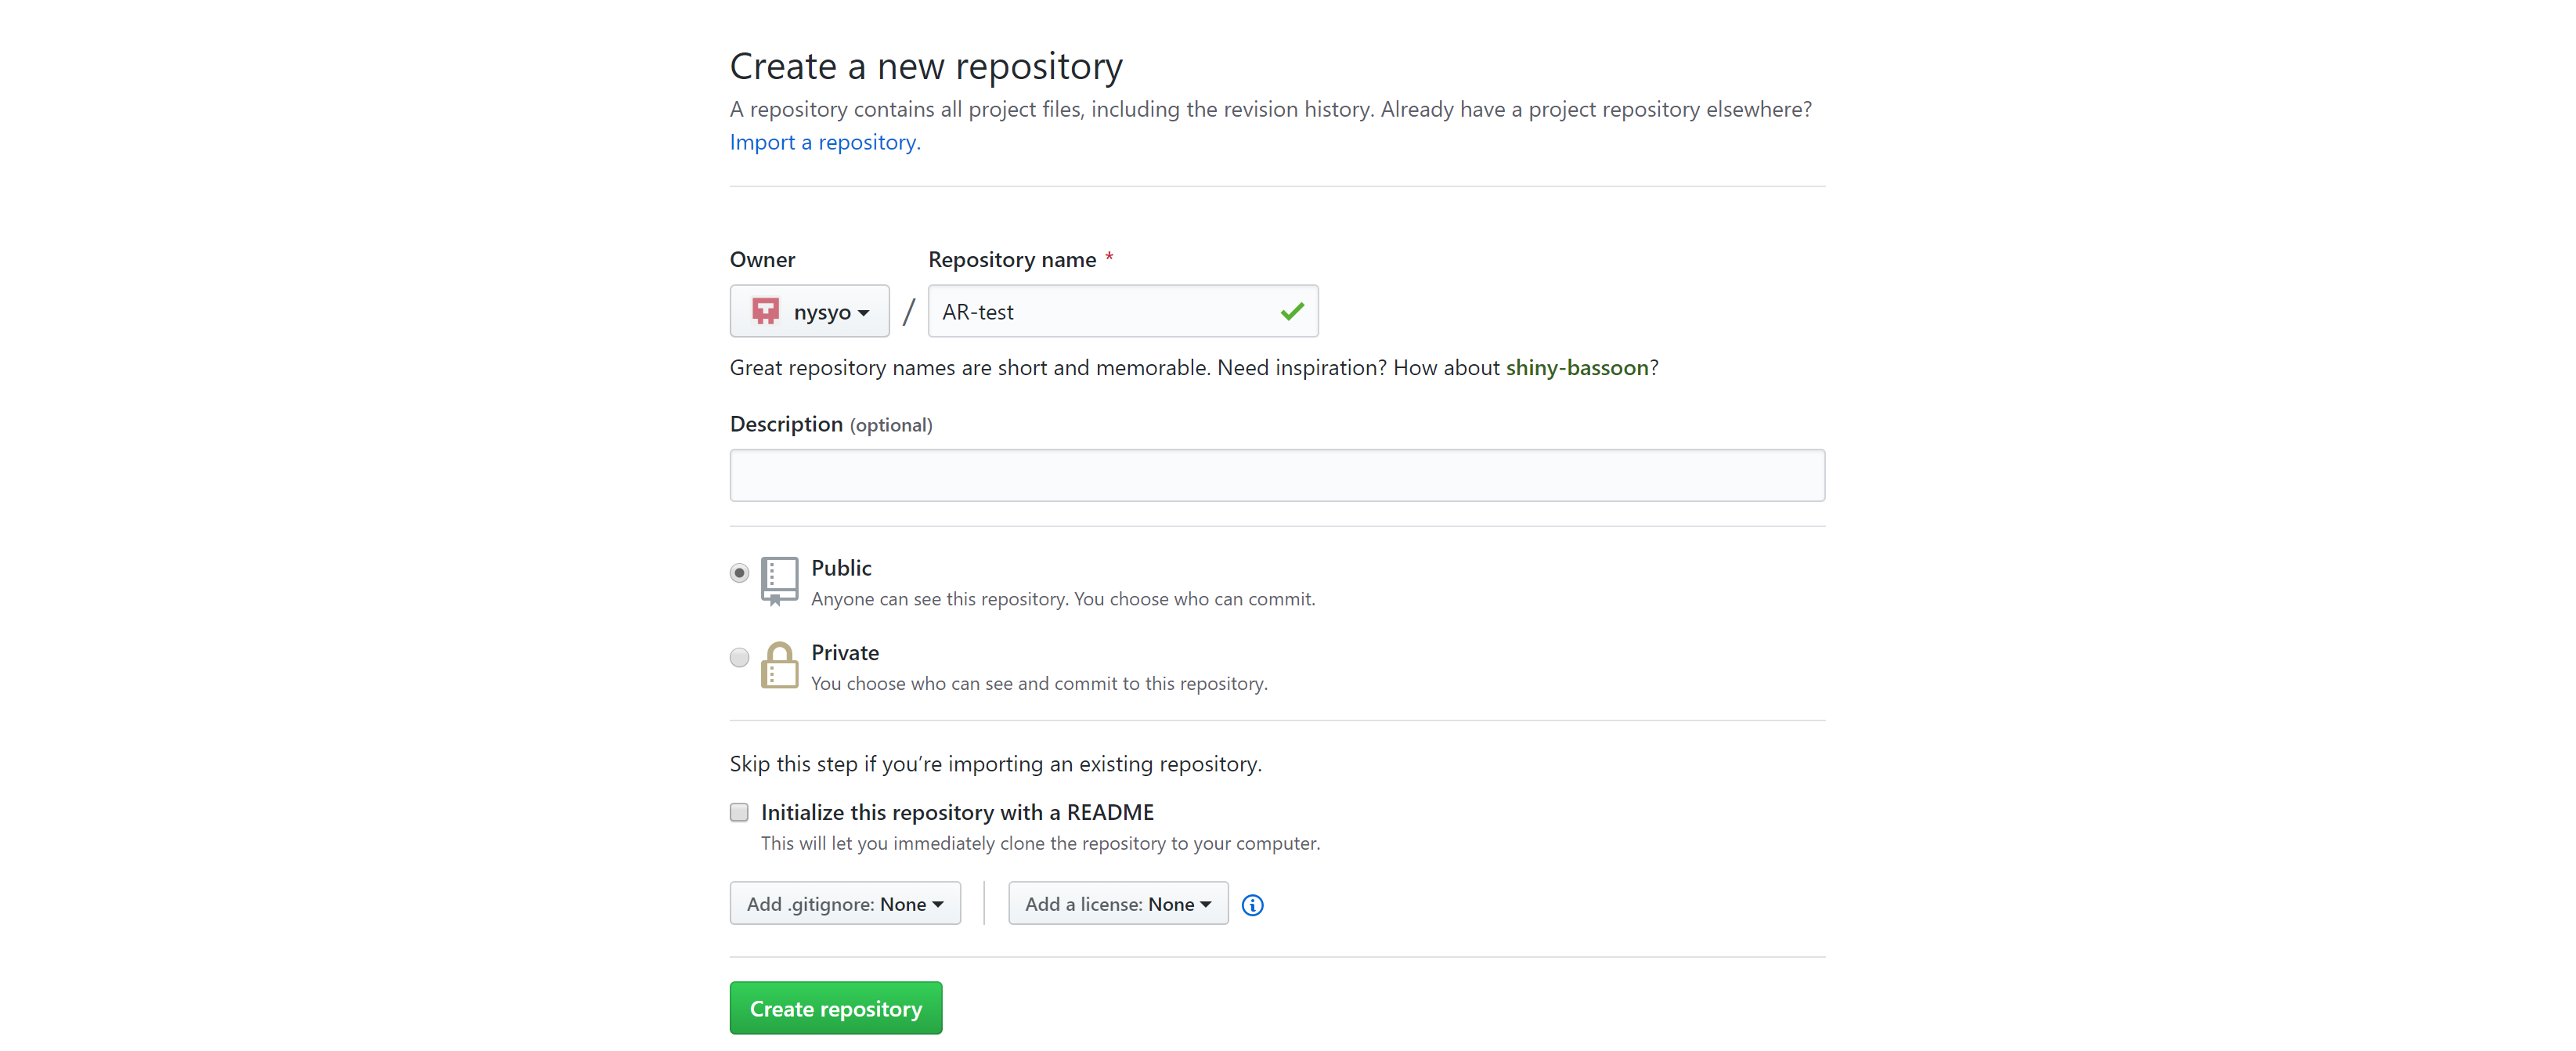 Create a new repository
A repository contains all project files, including the revision history. Already have a project repository elsewhere?
Import a repository.
Owner
Repository name *
nysyo / AR-test
Great repository names are short and memorable. Need inspiration? How about shiny-bassoon?
Description (optional)
Public
Anyone can see this repository. You choose who can commit.
Private
You choose who can see and commit to this repository.
Skip this step if you’re importing an existing repository.
Initialize this repository with a README
This will let you immediately clone the repository to your computer.
Add .gitignore: None
Add a license: None
Create repository